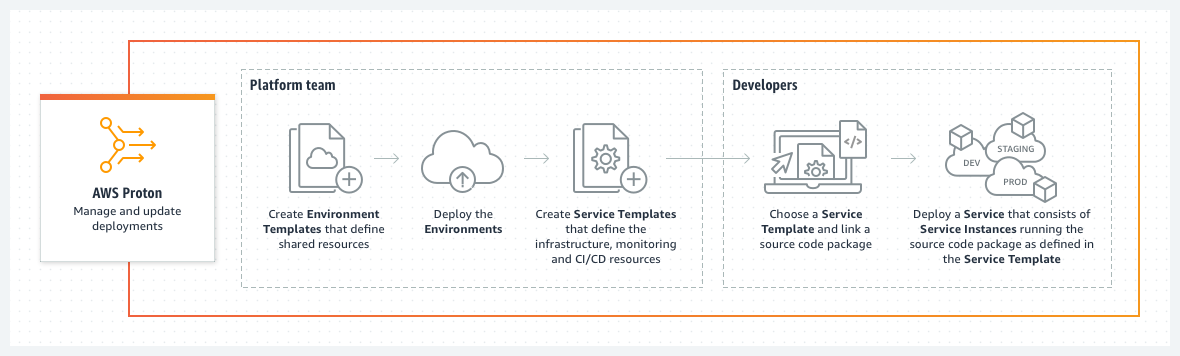 Platform team
Developers
AWS Proton
Manage and update
deployments
Create Environment
Templates that define
shared resources
Deploy the
Environments
Create Service Templates
that define the
infrastructure, monitoring
and CI/CD resources
</>
Choose a Service
Template and link a
source code package
DEV
STAGING
PROD
Deploy a Service that consists of
Service Instances running the
source code package as defined in
the Service Template